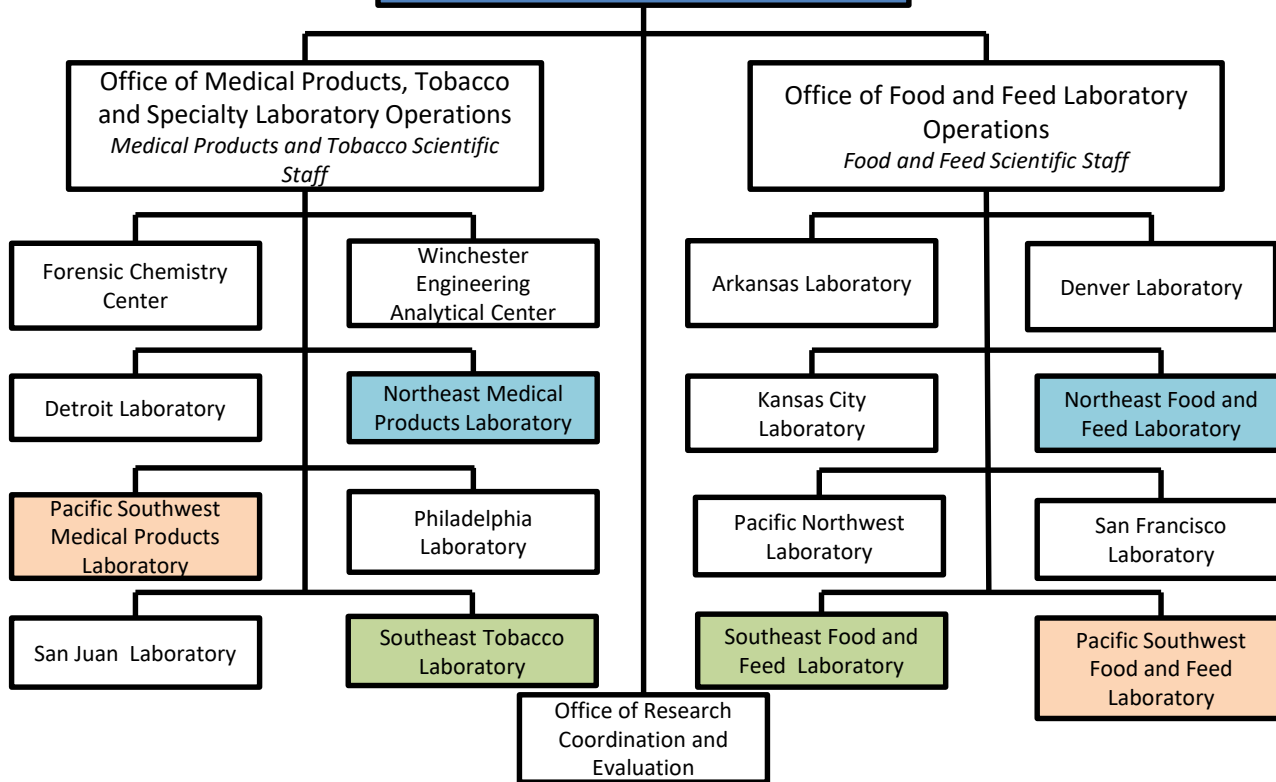 Office of Medical Products, Tobacco
and Specialty Laboratory Operations
Medical Products and Tobacco Scientific
Staff
Office of Food and Feed Laboratory
Operations
Food and Feed Scientific Staff
Forensic Chemistry
Center
Winchester
Engineering
Analytical Center
Arkansas Laboratory
Denver Laboratory
Detroit Laboratory
Northeast Medical
Products Laboratory
Kansas City
Laboratory
Northeast Food and
Feed Laboratory
Pacific Southwest
Medical Products
Laboratory
Philadelphia
Laboratory
Pacific Northwest
Laboratory
San Francisco
Laboratory
San Juan  Laboratory
Southeast Tobacco
Laboratory
Southeast Food and
Feed  Laboratory
Pacific Southwest
Food and Feed
Laboratory
Office of Research
Coordination and
Evaluation